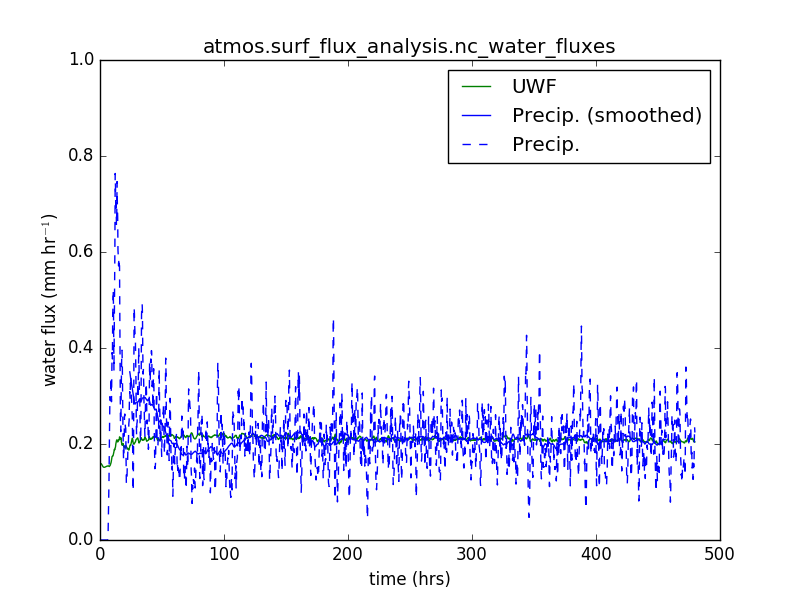 atmos.surf_flux_analysis.nc_water_fluxes
1.0
0.8
0.6
0.4
0.2
0.0
water flux (mm hr⁻¹)
UWF
Precip. (smoothed)
Precip.
0 100 200 300 400 500
time (hrs)